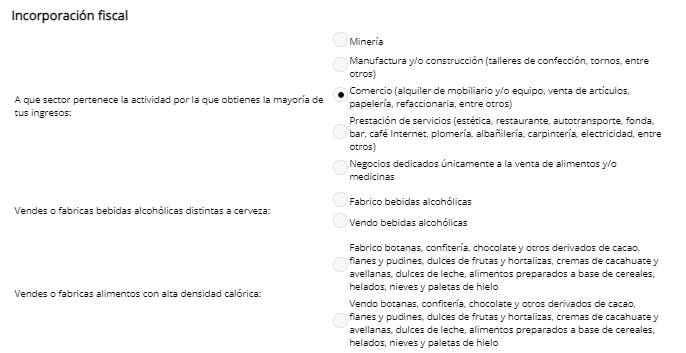 Incorporación fiscal
Minería
Manufactura y/o construcción (talleres de confección, tornos, entre
otros)
A que sector pertenece la actividad por la que obtienes la mayoría de
tus ingresos:
Comercio (alquiler de mobiliario y/o equipo, venta de artículos,
papelería, refaccionaria, entre otros)
Prestación de servicios (estética, restaurante, autotransporte, fonda,
bar, café Internet, plomería, albañilería, carpintería, electricidad, entre
otros)
Negocios dedicados únicamente a la venta de alimentos y/o
medicinas
Vendes o fabricas bebidas alcohólicas distintas a cerveza:
Fabrico bebidas alcohólicas
Vendo bebidas alcohólicas
Vendes o fabricas alimentos con alta densidad calórica:
Fabrico botanas, confitería, chocolate y otros derivados de cacao,
flanes y pudines, dulces de frutas y hortalizas, cremas de cacahuate y
avellanas, dulces de leche, alimentos preparados a base de cereales,
helados, nieves y paletas de hielo
Vendo botanas, confitería, chocolate y otros derivados de cacao,
flanes y pudines, dulces de frutas y hortalizas, cremas de cacahuate y
avellanas, dulces de leche, alimentos preparados a base de cereales,
helados, nieves y paletas de hielo